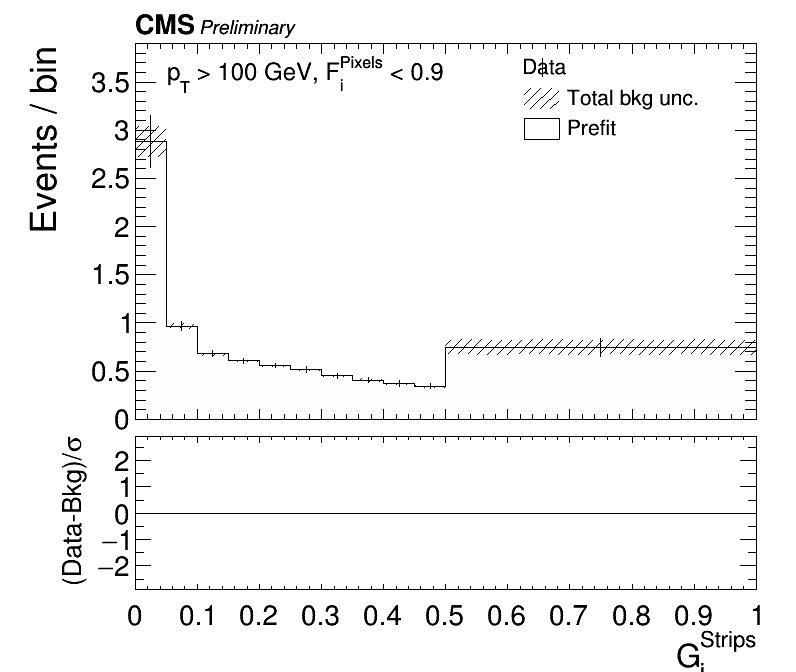 CMS Preliminary
p_T > 100 GeV, F_i^Pixels < 0.9
Data
Total bkg unc.
Prefit
Events / bin
3.5
3
2.5
2
1.5
1
0.5
0
(Data-Bkg)/σ
2
1
0
−1
−2
0 0.1 0.2 0.3 0.4 0.5 0.6 0.7 0.8 0.9 1
G_i^Strips